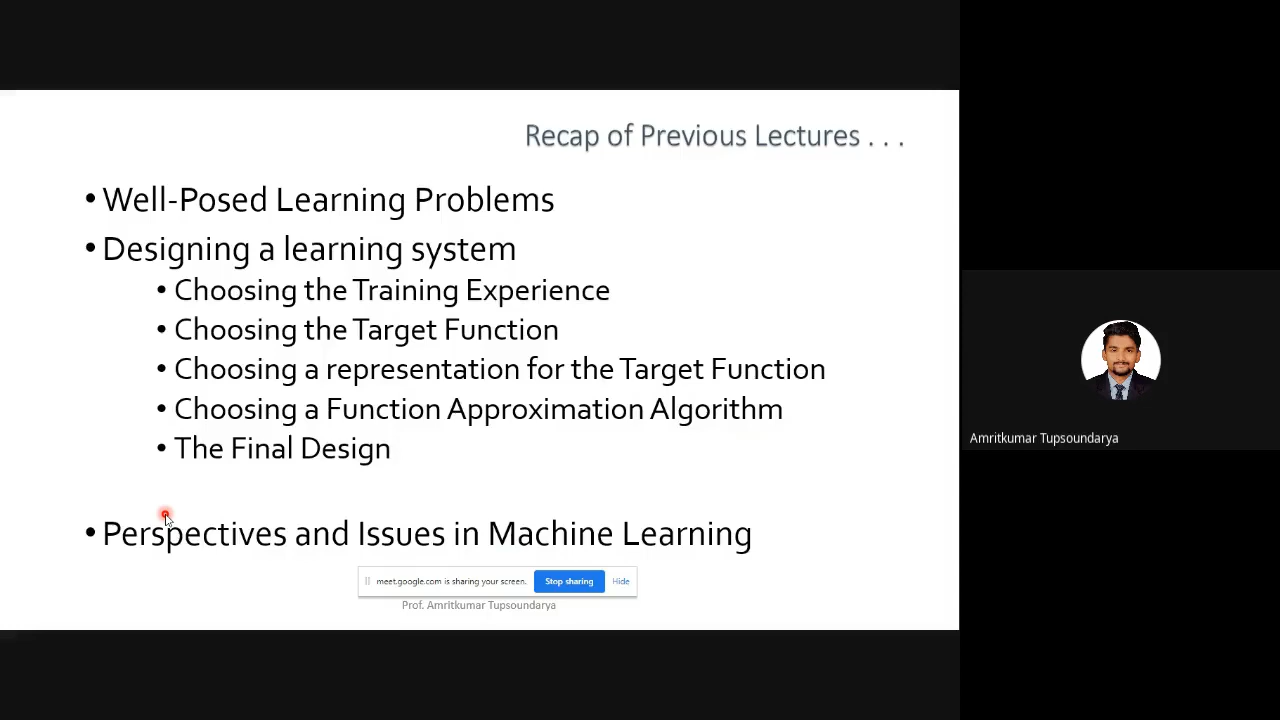 Recap of Previous Lectures . . .
• Well-Posed Learning Problems
• Designing a learning system
• Choosing the Training Experience
• Choosing the Target Function
• Choosing a representation for the Target Function
• Choosing a Function Approximation Algorithm
• The Final Design
• Perspectives and Issues in Machine Learning
meet.google.com is sharing your screen. Stop sharing Hide
Prof. Amritkumar Tupsoundarya
Amritkumar Tupsoundarya